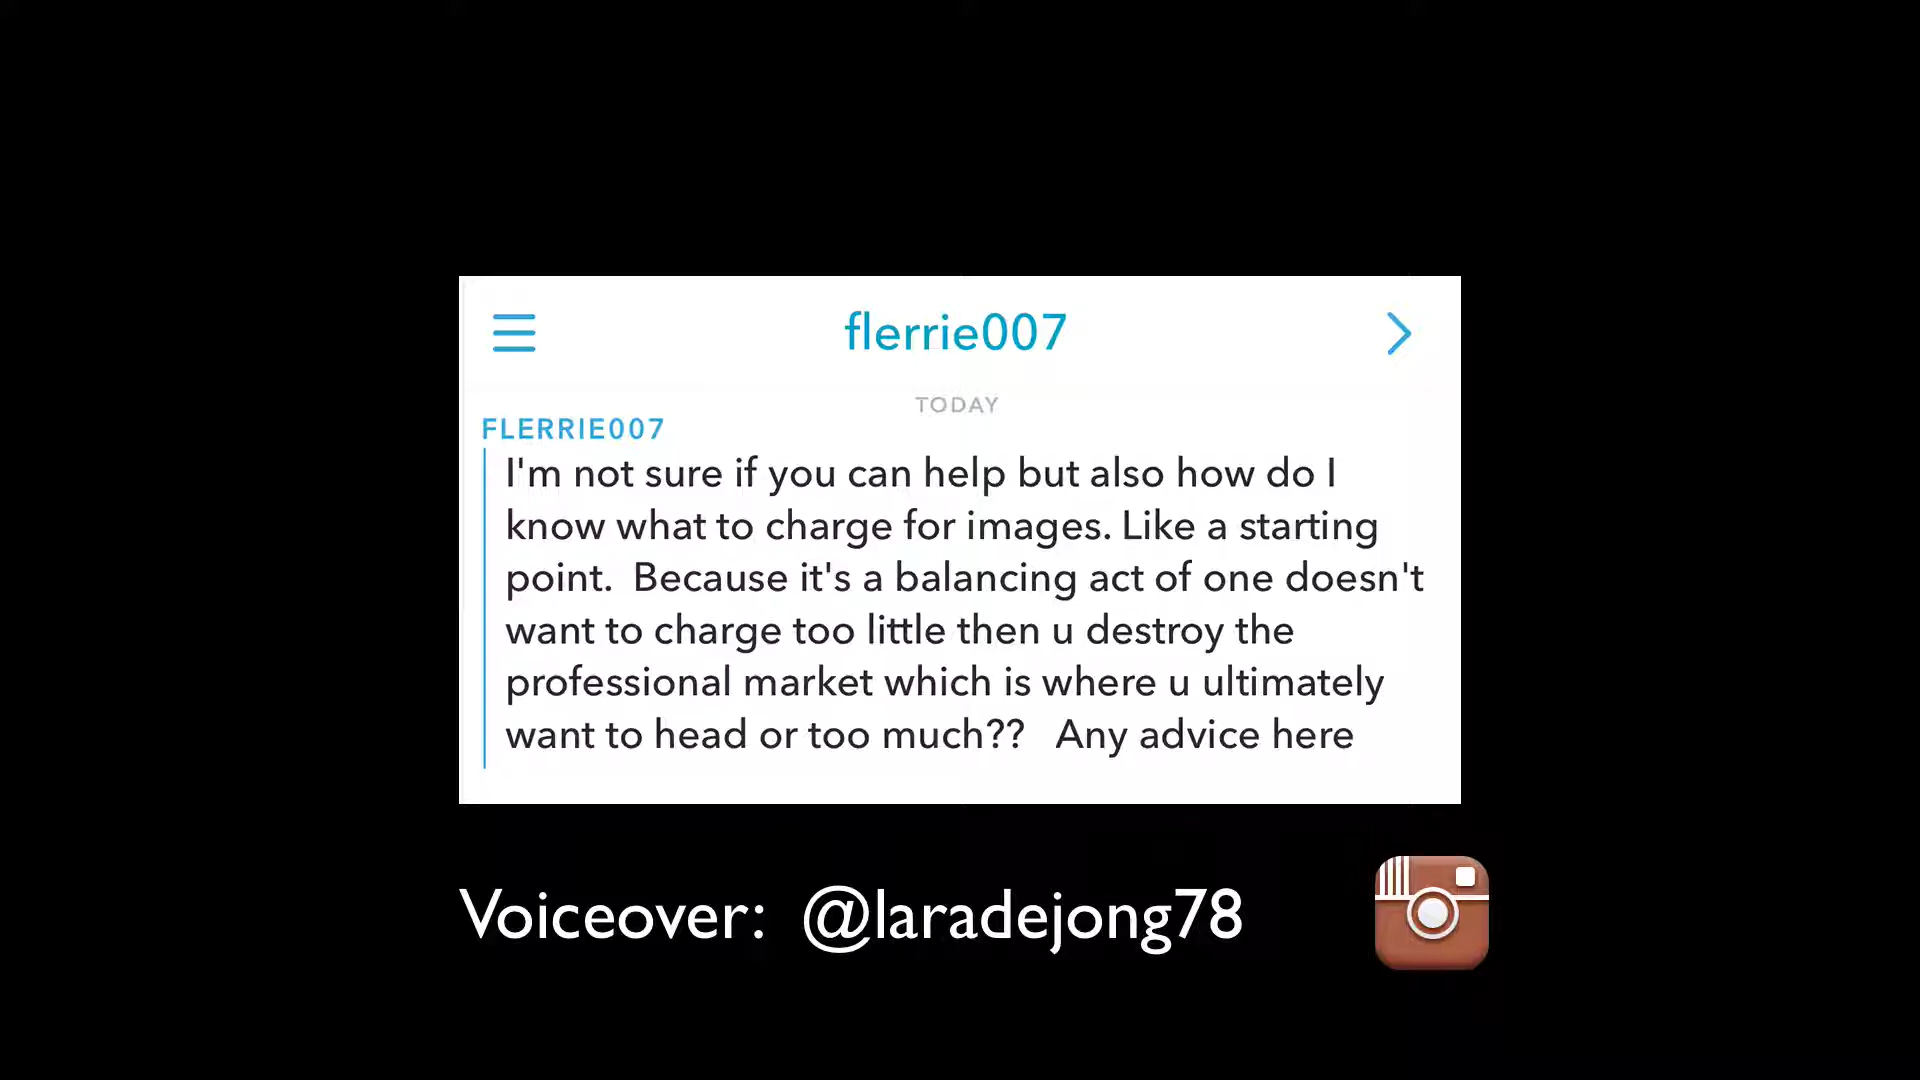 flerrie007
TODAY
FLERRIE007
I'm not sure if you can help but also how do I
know what to charge for images. Like a starting
point.  Because it's a balancing act of one doesn't
want to charge too little then u destroy the
professional market which is where u ultimately
want to head or too much??   Any advice here
Voiceover:  @laradejong78